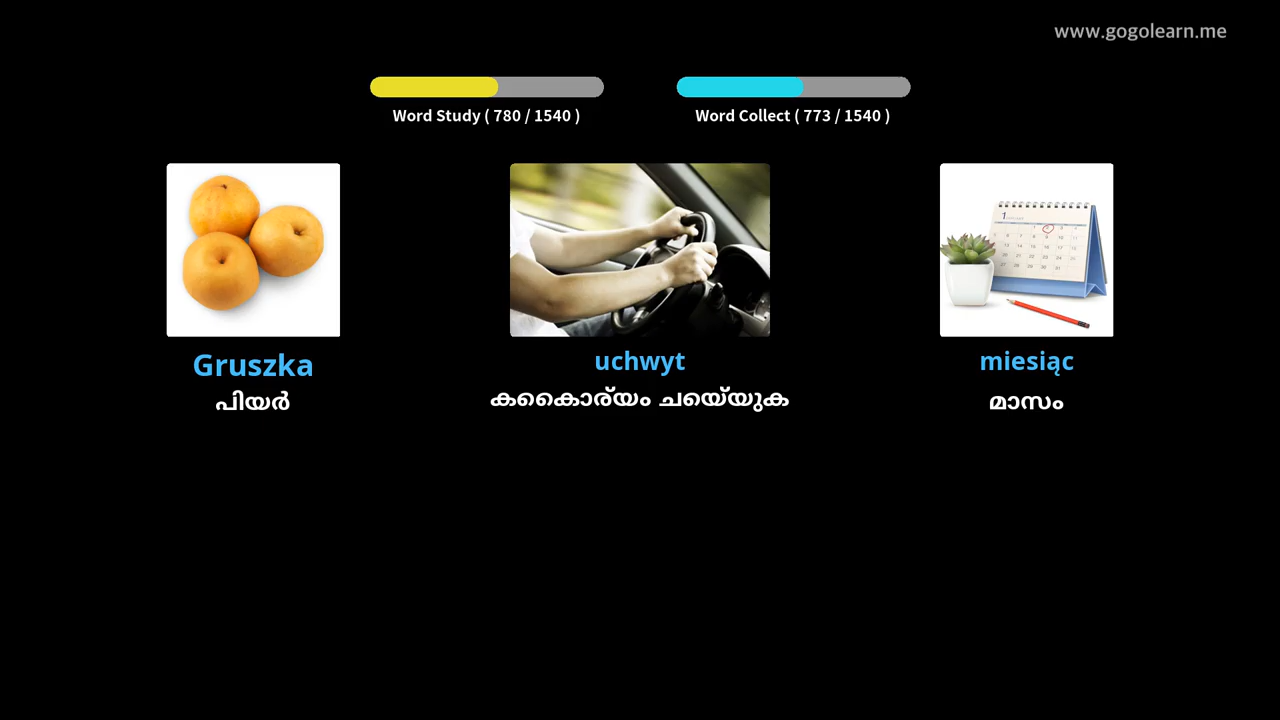 www.gogolearn.me
Word Study ( 780 / 1540 )
Word Collect ( 773 / 1540 )
Gruszka
പിയർ
uchwyt
കകൈാര്യം ചയെ്യുക
miesiąc
മാസം